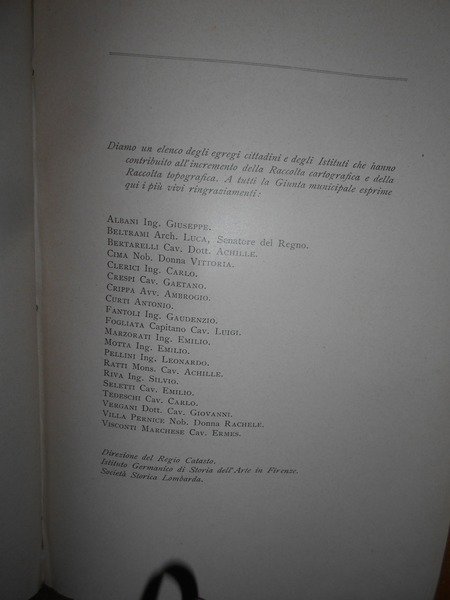 Diamo un elenco degli egregi cittadini e degli Istituti che hanno
contribuito all'incremento della Raccolta cartografica e della
Raccolta topografica. A tutti la Giunta municipale esprime
qui i più vivi ringraziamenti:
ALBANI Ing. GIUSEPPE.
BELTRAMI Arch. LUCA, Senatore del Regno.
BERTARELLI Cav. Dott. ACHILLE.
CIMA Nob. Donna VITTORIA.
CLERICI Ing. CARLO.
CRESPI Cav. GAETANO.
CRIPPA Avv. AMBROGIO.
CURTI ANTONIO.
FANTOLI Ing. GAUDENZIO.
FOGLIATA Capitano Cav. LUIGI.
MARZORATI Ing. EMILIO.
MOTTA Ing. EMILIO.
PELLINI Ing. LEONARDO.
RATTI Mons. Cav. ACHILLE.
RIVA Ing. SILVIO.
SELETTI Cav. EMILIO.
TEDESCHI Cav. CARLO.
VERGANI Dott. Cav. GIOVANNI.
VILLA PERNICE Nob. Donna RACHELE.
VISCONTI MARCHESE Cav. ERMES.
Direzione del Regio Catasto.
Istituto Germanico di Storia dell'Arte in Firenze.
Società Storica Lombarda.